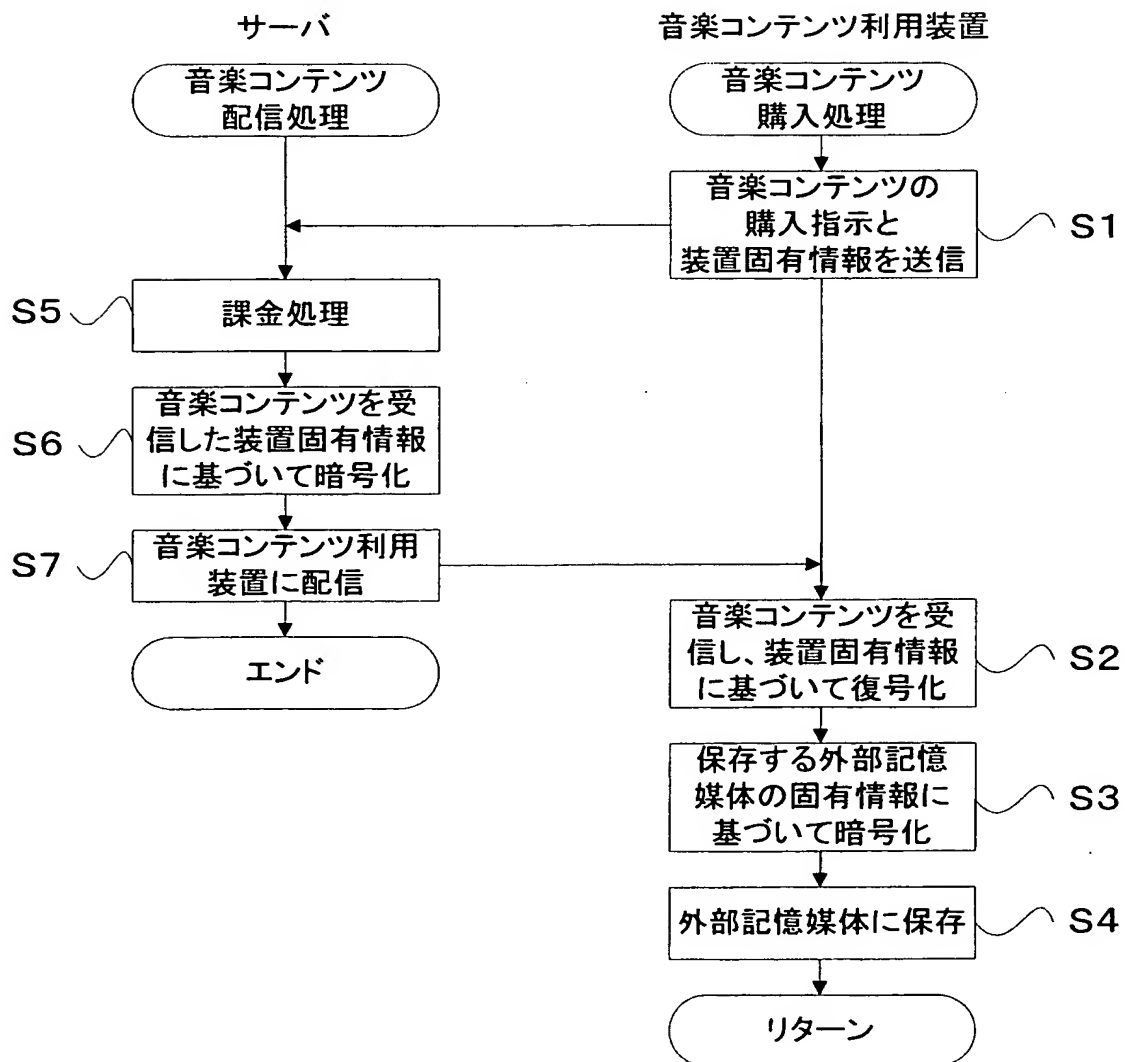 サーバ
音楽コンテンツ
配信処理
S5
課金処理
S6
音楽コンテンツを受
信した装置固有情報
に基づいて暗号化
S7
音楽コンテンツ利用
装置に配信
エンド
音楽コンテンツ利用装置
音楽コンテンツ
購入処理
音楽コンテンツの
購入指示と
装置固有情報を送信
S1
音楽コンテンツを受
信し、装置固有情報
に基づいて復号化
S2
保存する外部記憶
媒体の固有情報に
基づいて暗号化
S3
外部記憶媒体に保存
S4
リターン